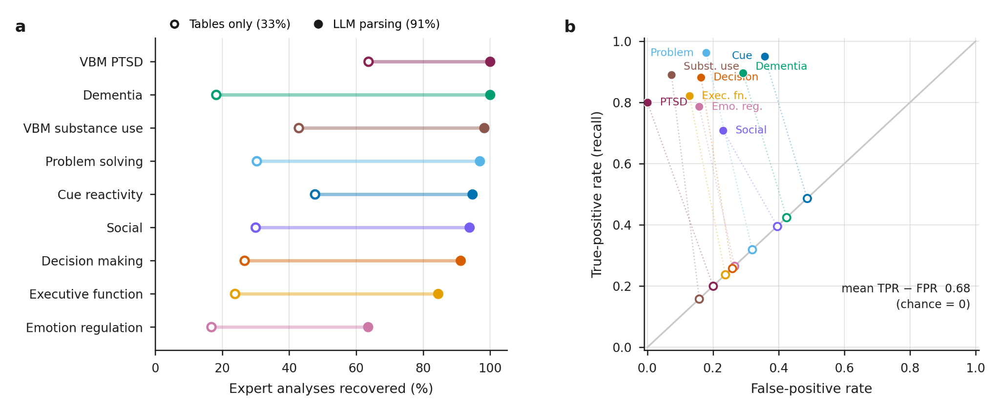 a
Tables only (33%)
LLM parsing (91%)
VBM PTSD
Dementia
VBM substance use
Problem solving
Cue reactivity
Social
Decision making
Executive function
Emotion regulation
0 20 40 60 80 100
Expert analyses recovered (%)
b
True-positive rate (recall)
1.0
0.8
0.6
0.4
0.2
0.0
Problem
Cue
Subst. use
Dementia
Decision
Exec. fn.
PTSD
Emo. reg.
Social
mean TPR − FPR 0.68
(chance = 0)
0.0 0.2 0.4 0.6 0.8 1.0
False-positive rate